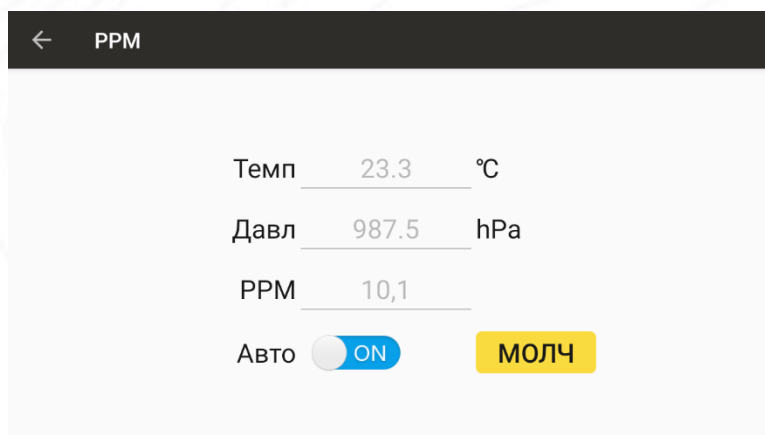 PPM
Темп 23.3 °C
Давл 987.5 hPa
PPM 10,1
Авто ON МОЛЧ